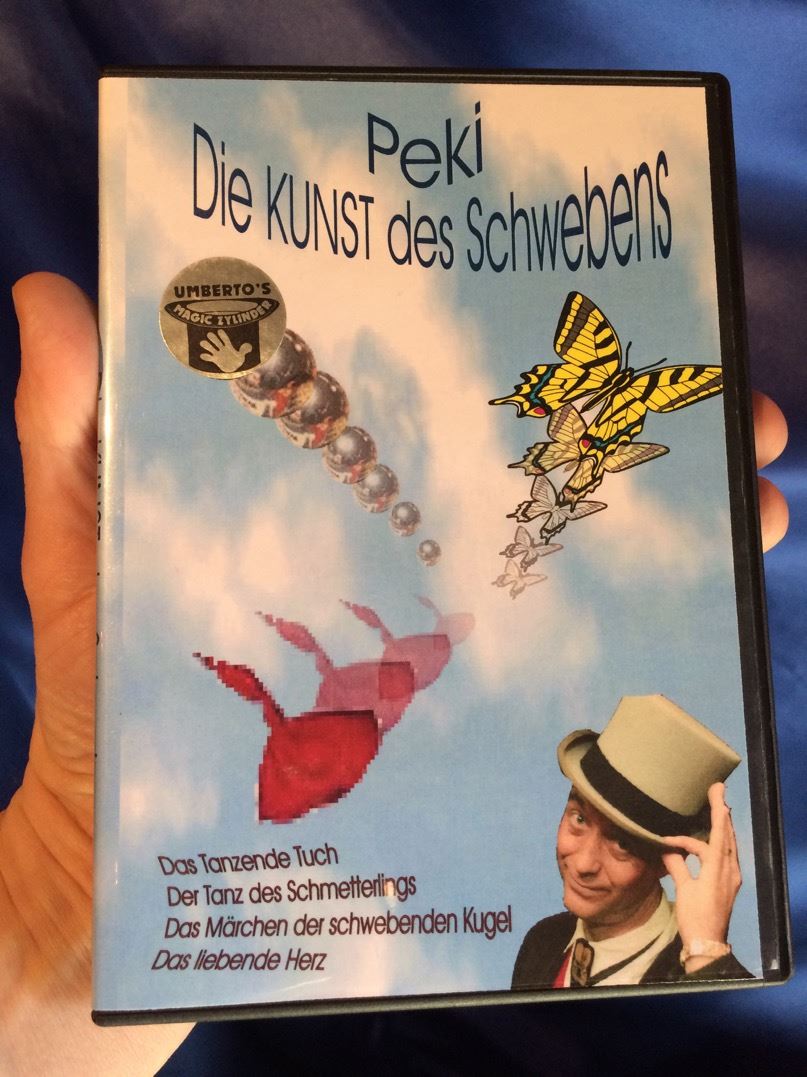 Peki
Die KUNST des Schwebens
UMBERTO'S
MAGIC ZYLINDER
Das Tanzende Tuch
Der Tanz des Schmetterlings
Das Märchen der schwebenden Kugel
Das liebende Herz